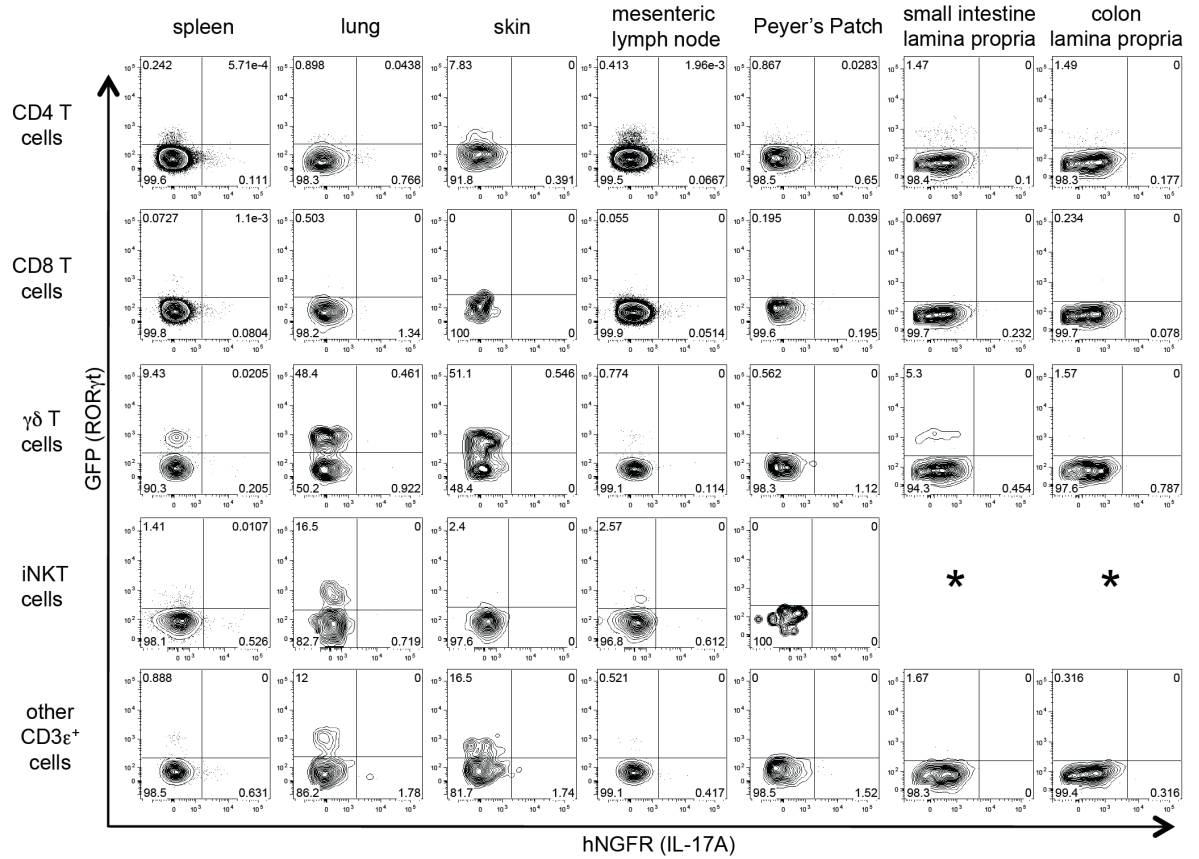 spleen
lung
skin
mesenteric
lymph node
Peyer’s Patch
small intestine
lamina propria
colon
lamina propria
CD4 T
cells
0.242 5.71e-4
99.6 0.111
0.898 0.0438
98.3 0.766
7.83 0
91.8 0.391
0.413 1.96e-3
99.5 0.0667
0.867 0.0283
98.5 0.65
1.47 0
98.4 0.1
1.49 0
98.3 0.177
CD8 T
cells
0.0727 1.1e-3
99.8 0.0804
0.503 0
98.2 1.34
0 0
100 0
0.055 0
99.9 0.0514
0.195 0.039
99.6 0.195
0.0697 0
99.7 0.232
0.234 0
99.7 0.078
γδ T
cells
9.43 0.0205
90.3 0.205
48.4 0.461
50.2 0.922
51.1 0.546
48.4 0
0.774 0
99.1 0.114
0.562 0
98.3 1.12
5.3 0
94.3 0.454
1.57 0
97.6 0.787
iNKT
cells
1.41 0.0107
98.1 0.526
16.5 0
82.7 0.719
2.4 0
97.6 0
2.57 0
96.8 0.612
0 0
100 0
*
*
other
CD3ε+
cells
0.888 0
98.5 0.631
12 0
86.2 1.78
16.5 0
81.7 1.74
0.521 0
99.1 0.417
0 0
98.5 1.52
1.67 0
98.3 0
0.316 0
99.4 0.316
GFP (RORγt)
hNGFR (IL-17A)